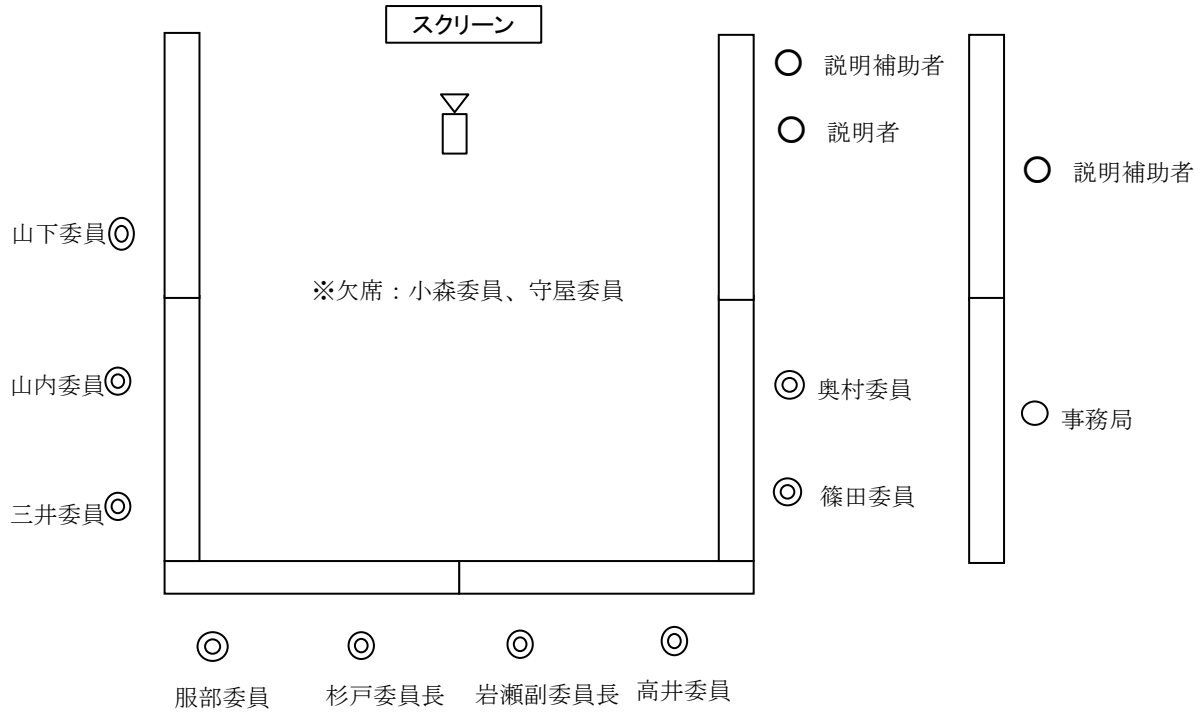 スクリーン
説明補助者
説明者
説明補助者
山下委員
※欠席：小森委員、守屋委員
山内委員
奥村委員
事務局
三井委員
篠田委員
服部委員
杉戸委員長
岩瀬副委員長
高井委員